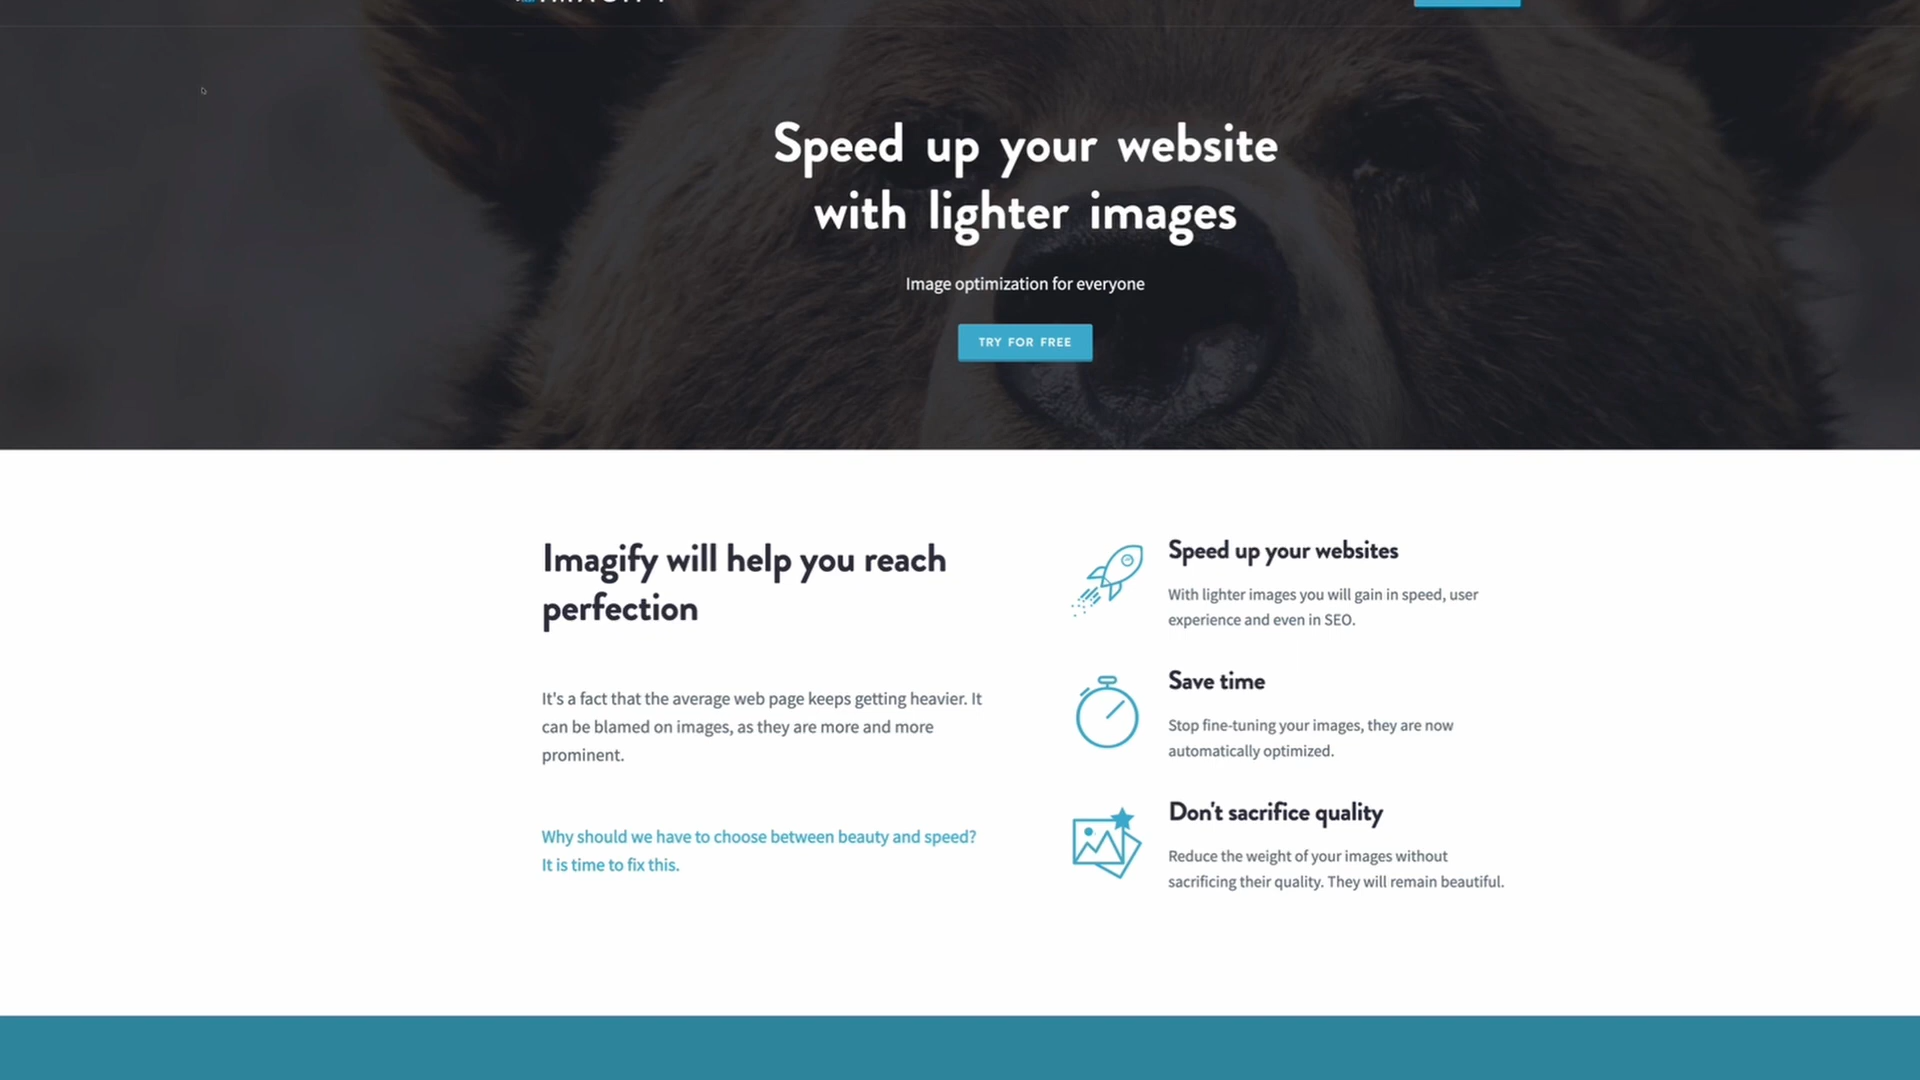 Speed up your website
with lighter images
Image optimization for everyone
TRY FOR FREE
Imagify will help you reach
perfection
It's a fact that the average web page keeps getting heavier. It
can be blamed on images, as they are more and more
prominent.
Why should we have to choose between beauty and speed?
It is time to fix this.
Speed up your websites
With lighter images you will gain in speed, user
experience and even in SEO.
Save time
Stop fine-tuning your images, they are now
automatically optimized.
Don't sacrifice quality
Reduce the weight of your images without
sacrificing their quality. They will remain beautiful.